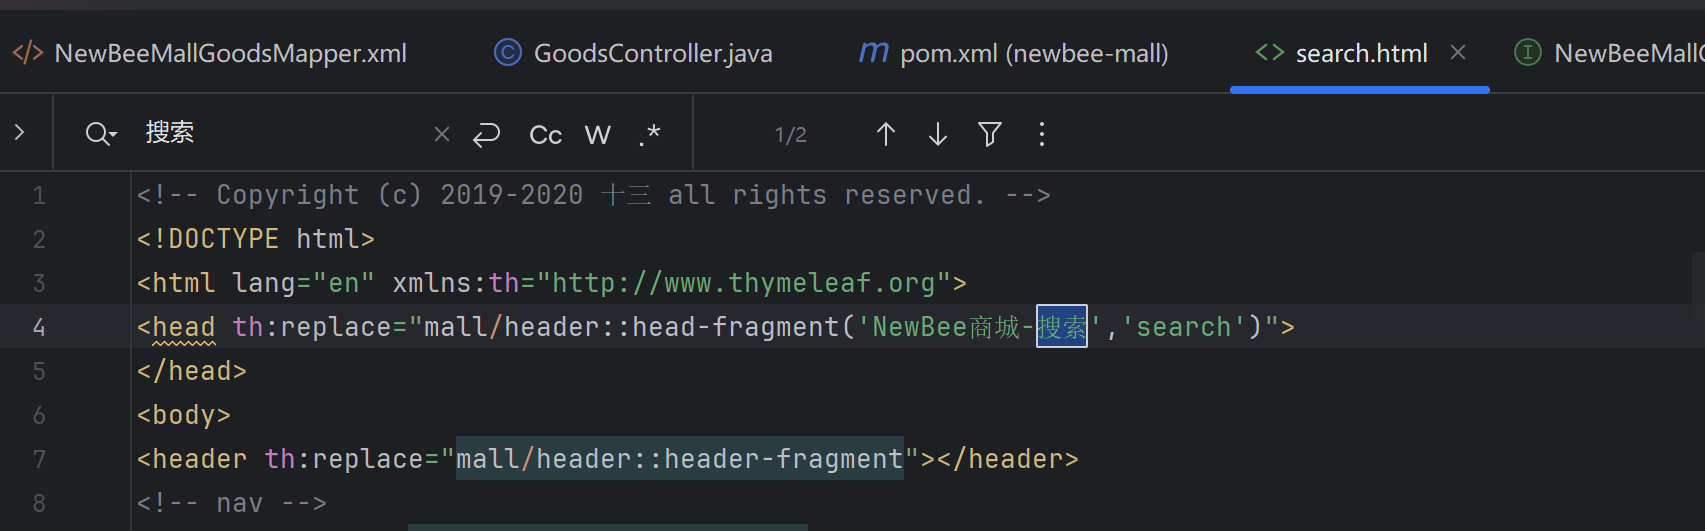 NewBeeMallGoodsMapper.xml GoodsController.java pom.xml (newbee-mall) search.html NewBeeMallG
搜索 Cc W .* 1/2
1 <!-- Copyright (c) 2019-2020 十三 all rights reserved. -->
2 <!DOCTYPE html>
3 <html lang="en" xmlns:th="http://www.thymeleaf.org">
4 <head th:replace="mall/header::head-fragment('NewBee商城-搜索','search')">
5 </head>
6 <body>
7 <header th:replace="mall/header::header-fragment"></header>
8 <!-- nav -->